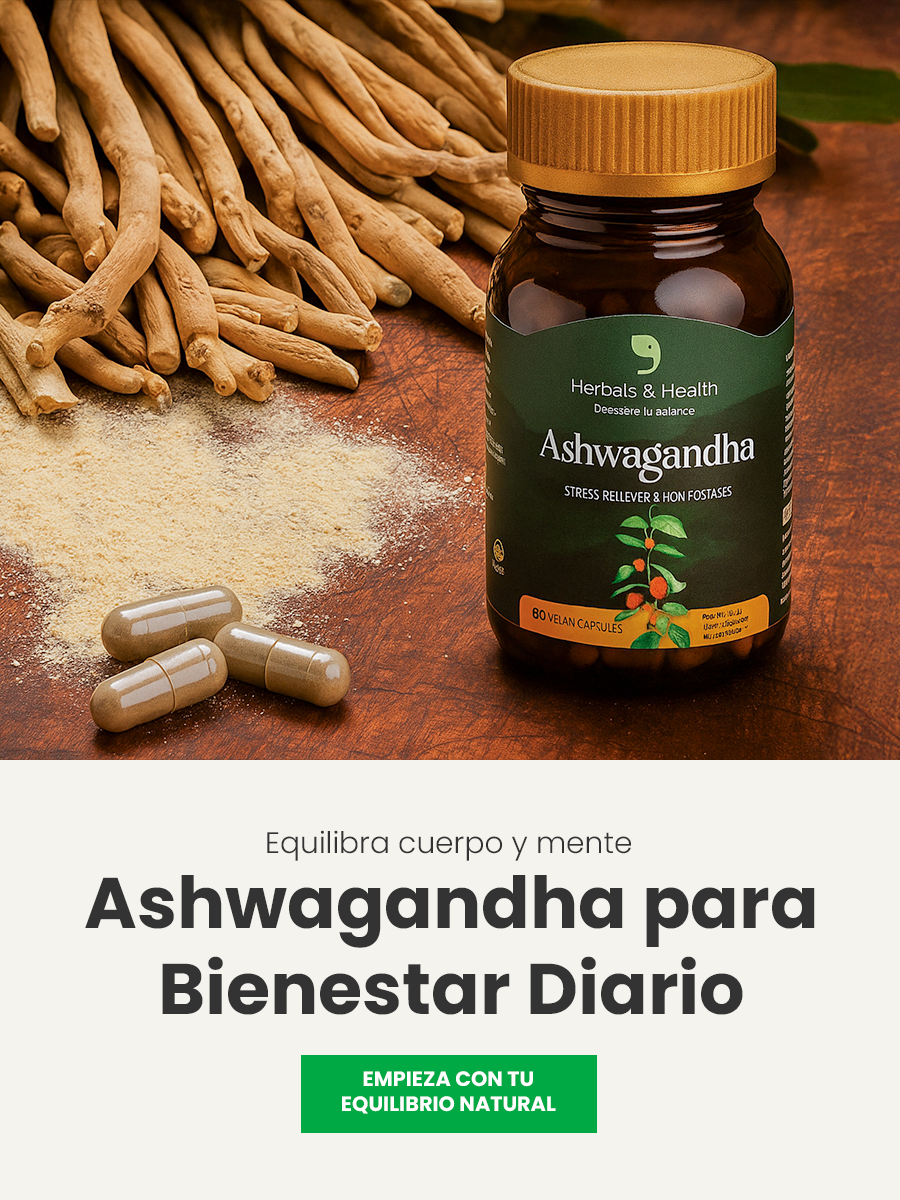 Herbals & Health
Deessère lu aalance
Ashwagandha
STRESS RELLEVER & HON FOSTASES
60 VELAN CAPSULES
Equilibra cuerpo y mente
Ashwagandha para
Bienestar Diario
EMPIEZA CON TU
EQUILIBRIO NATURAL